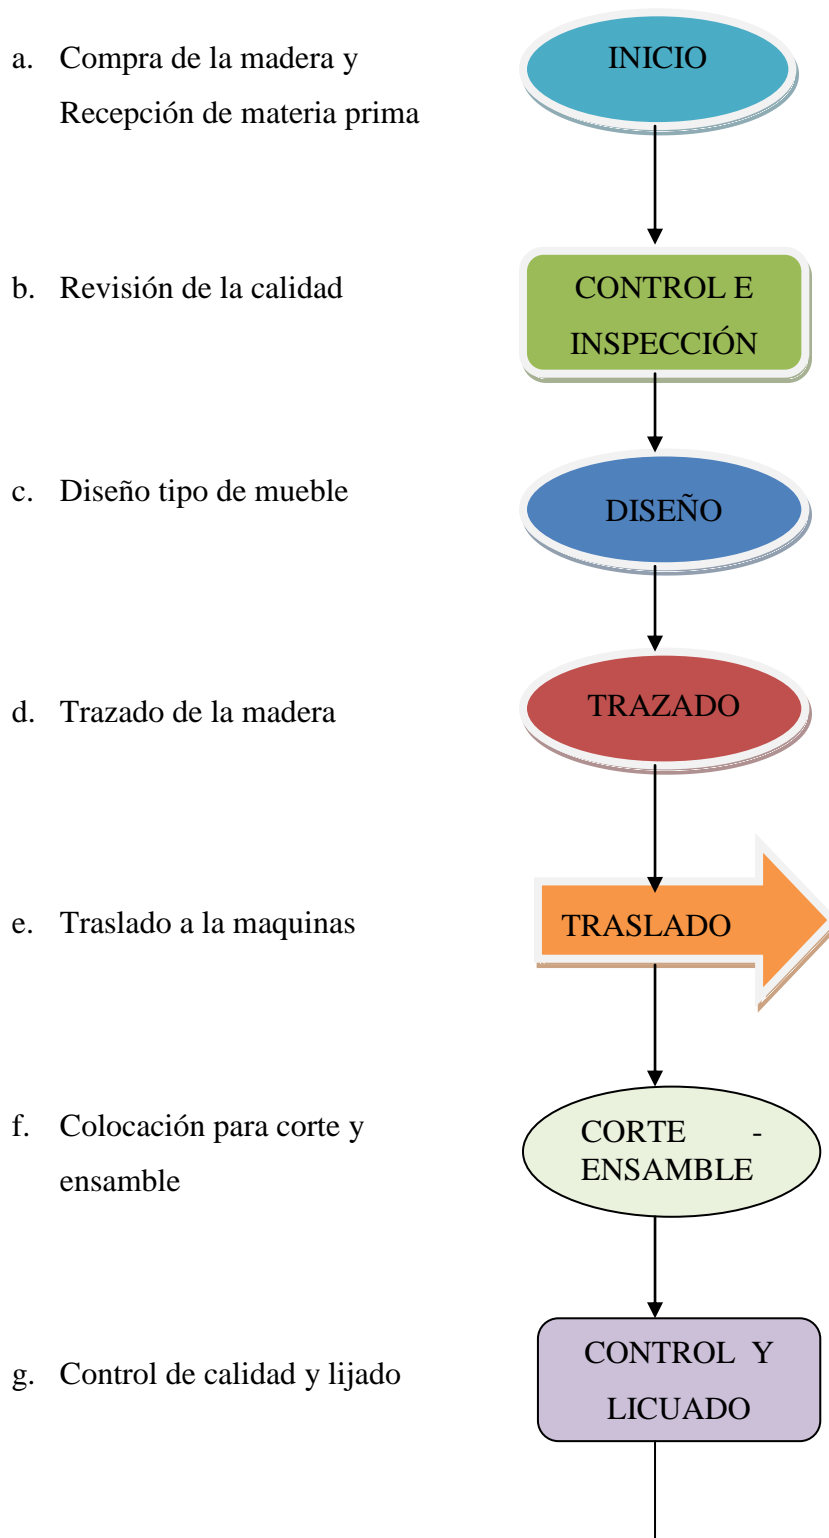 a. Compra de la madera y
Recepción de materia prima
INICIO
b. Revisión de la calidad
CONTROL E
INSPECCIÓN
c. Diseño tipo de mueble
DISEÑO
d. Trazado de la madera
TRAZADO
e. Traslado a la maquinas
TRASLADO
f. Colocación para corte y
ensamble
CORTE -
ENSAMBLE
g. Control de calidad y lijado
CONTROL Y
LICUADO